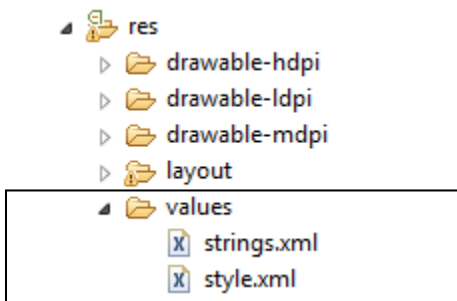 res
drawable-hdpi
drawable-ldpi
drawable-mdpi
layout
values
strings.xml
style.xml